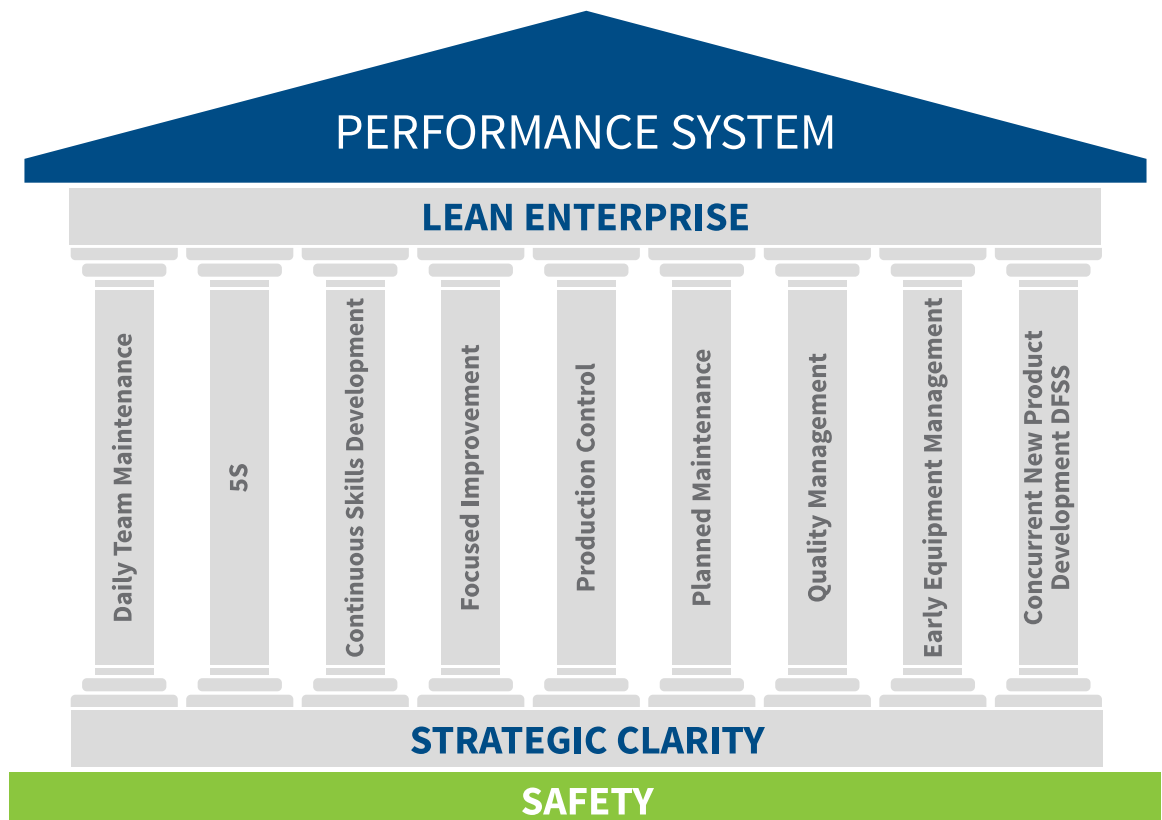 PERFORMANCE SYSTEM
LEAN ENTERPRISE
Daily Team Maintenance
5S
Continuous Skills Development
Focused Improvement
Production Control
Planned Maintenance
Quality Management
Early Equipment Management
Concurrent New Product
Development DFSS
STRATEGIC CLARITY
SAFETY